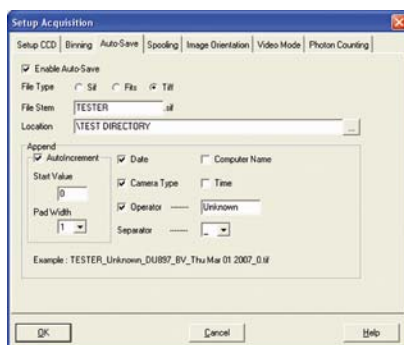 Setup Acquisition
Setup CCD Binning Auto-Save Spooling Image Orientation Video Mode Photon Counting
Enable Auto-Save
File Type Sif Fits Tiff
File Stem TESTER .sif
Location \TEST DIRECTORY ...
Append
AutoIncrement Date Computer Name
Start Value
0
Camera Type Time
Pad Width
1
Operator Unknown
Separator _
Example : TESTER_Unknown_DU897_BV_Thu Mar 01 2007_0.tif
OK Cancel Help